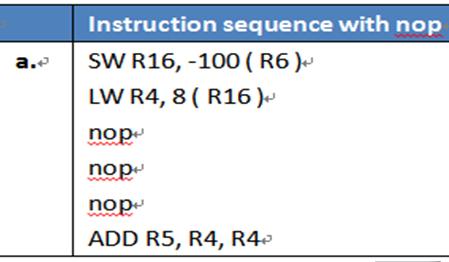 Instruction sequence with nop
a.↵
SW R16, -100 ( R6 )↵
LW R4, 8 ( R16 )↵
nop↵
nop↵
nop↵
ADD R5, R4, R4↵